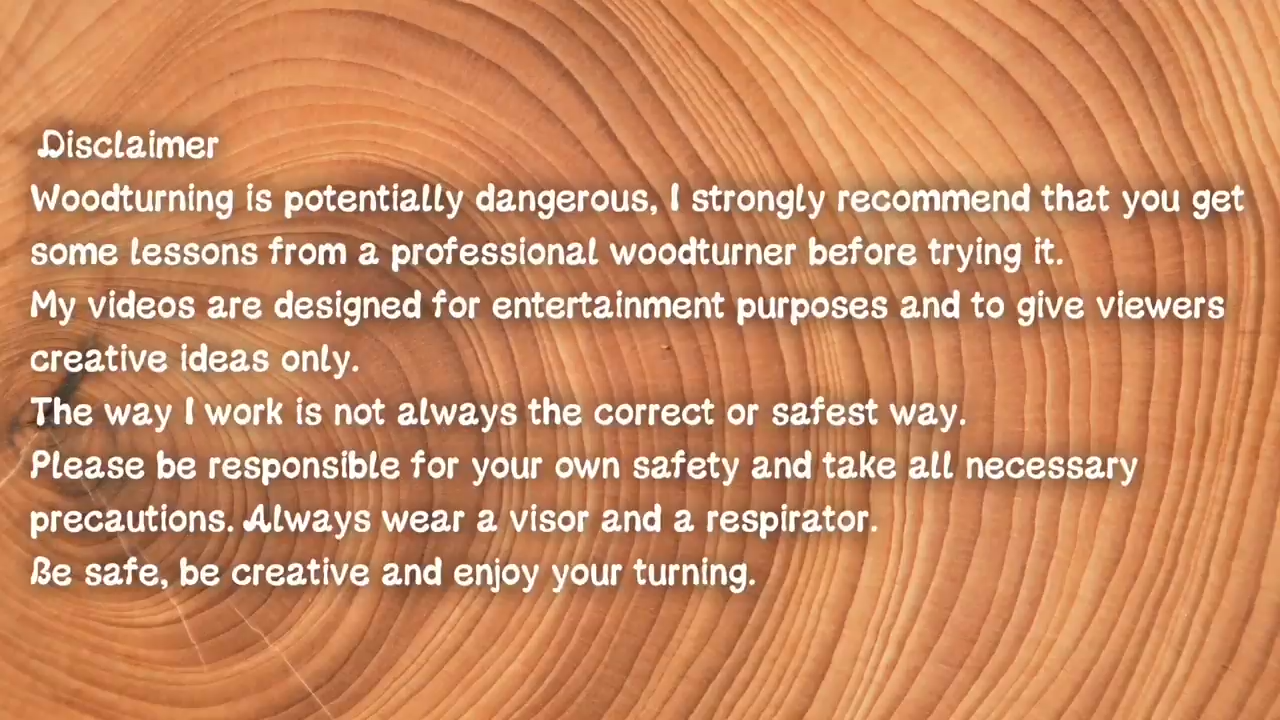 Disclaimer
Woodturning is potentially dangerous, I strongly recommend that you get
some lessons from a professional woodturner before trying it.
My videos are designed for entertainment purposes and to give viewers
creative ideas only.
The way I work is not always the correct or safest way.
Please be responsible for your own safety and take all necessary
precautions. Always wear a visor and a respirator.
Be safe, be creative and enjoy your turning.